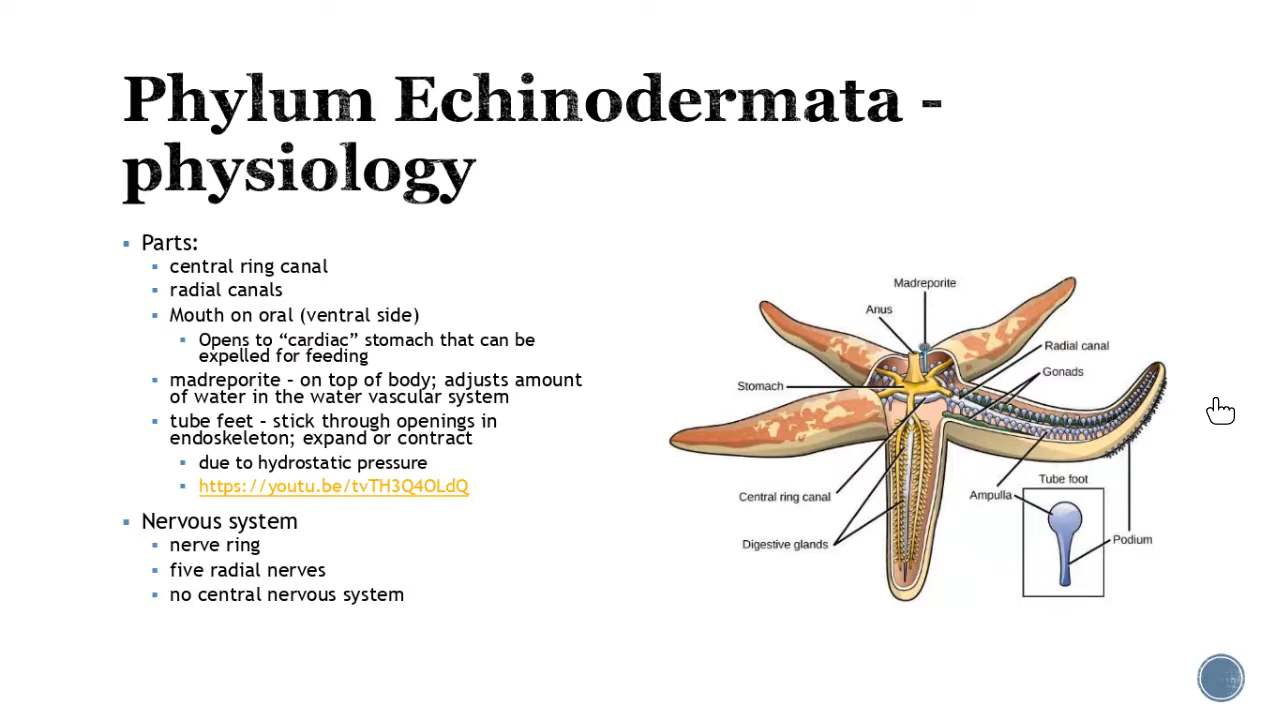 Phylum Echinodermata -
physiology
Parts:
central ring canal
radial canals
Mouth on oral (ventral side)
Opens to “cardiac” stomach that can be
expelled for feeding
madreporite – on top of body; adjusts amount
of water in the water vascular system
tube feet – stick through openings in
endoskeleton; expand or contract
due to hydrostatic pressure
https://youtu.be/tvTH3Q4OLdQ
Nervous system
nerve ring
five radial nerves
no central nervous system
Madreporite
Anus
Radial canal
Gonads
Stomach
Central ring canal
Ampulla
Tube foot
Digestive glands
Podium